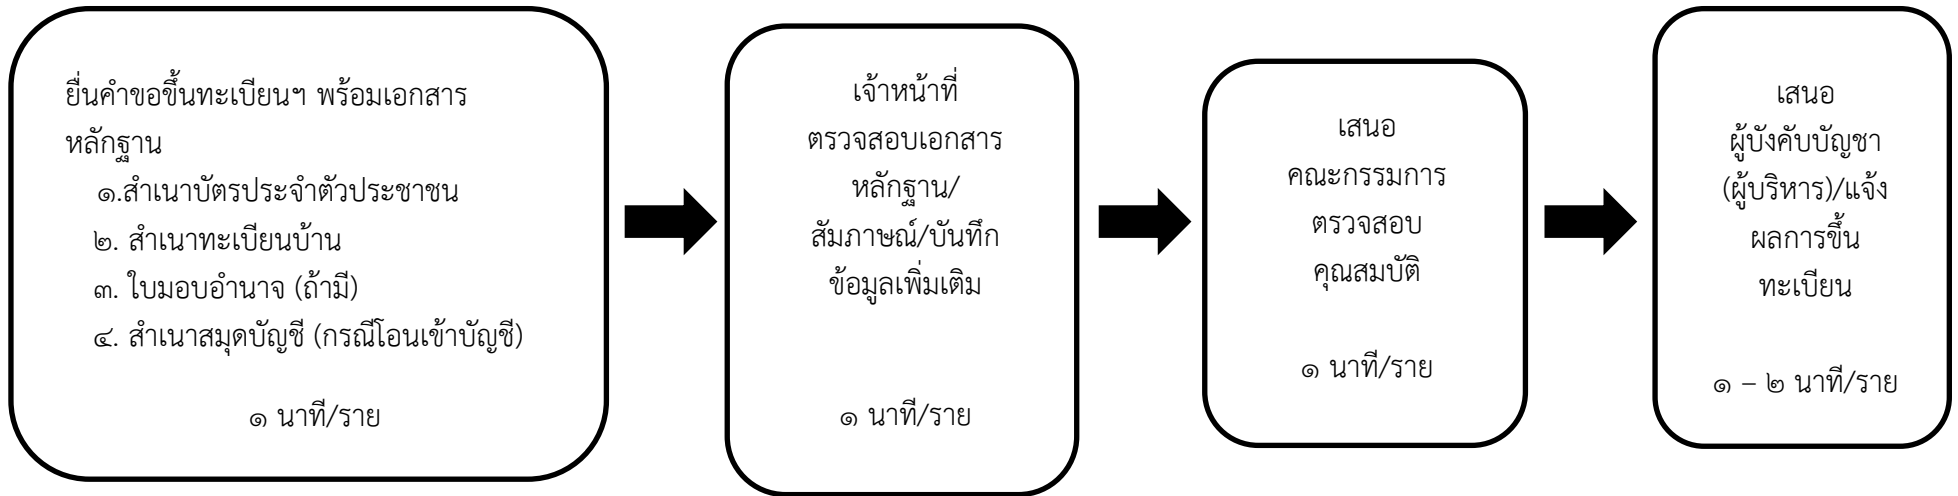 ยื่นคำขอขึ้นทะเบียนฯ พร้อมเอกสาร
หลักฐาน
๑.สำเนาบัตรประจำตัวประชาชน
๒. สำเนาทะเบียนบ้าน
๓. ใบมอบอำนาจ (ถ้ามี)
๔. สำเนาสมุดบัญชี (กรณีโอนเข้าบัญชี)
๑ นาที/ราย
เจ้าหน้าที่
ตรวจสอบเอกสาร
หลักฐาน/
สัมภาษณ์/บันทึก
ข้อมูลเพิ่มเติม
๑ นาที/ราย
เสนอ
คณะกรรมการ
ตรวจสอบ
คุณสมบัติ
๑ นาที/ราย
เสนอ
ผู้บังคับบัญชา
(ผู้บริหาร)/แจ้ง
ผลการขึ้น
ทะเบียน
๑ – ๒ นาที/ราย